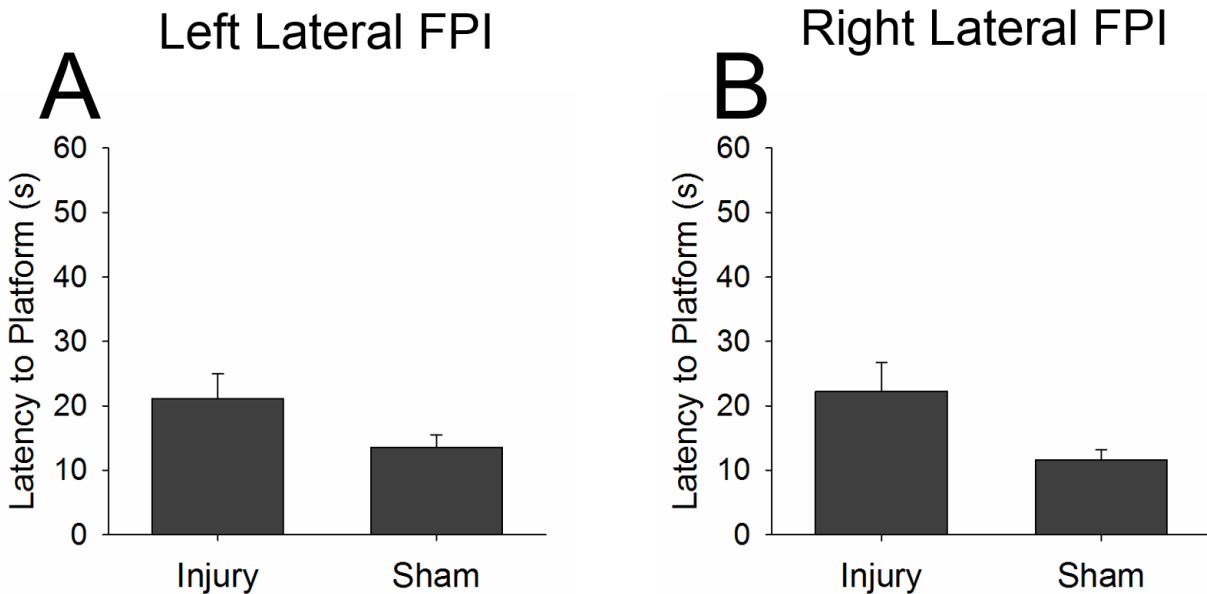 Left Lateral FPI
A
Latency to Platform (s)
60
50
40
30
20
10
0
Injury Sham
Right Lateral FPI
B
Latency to Platform (s)
60
50
40
30
20
10
0
Injury Sham